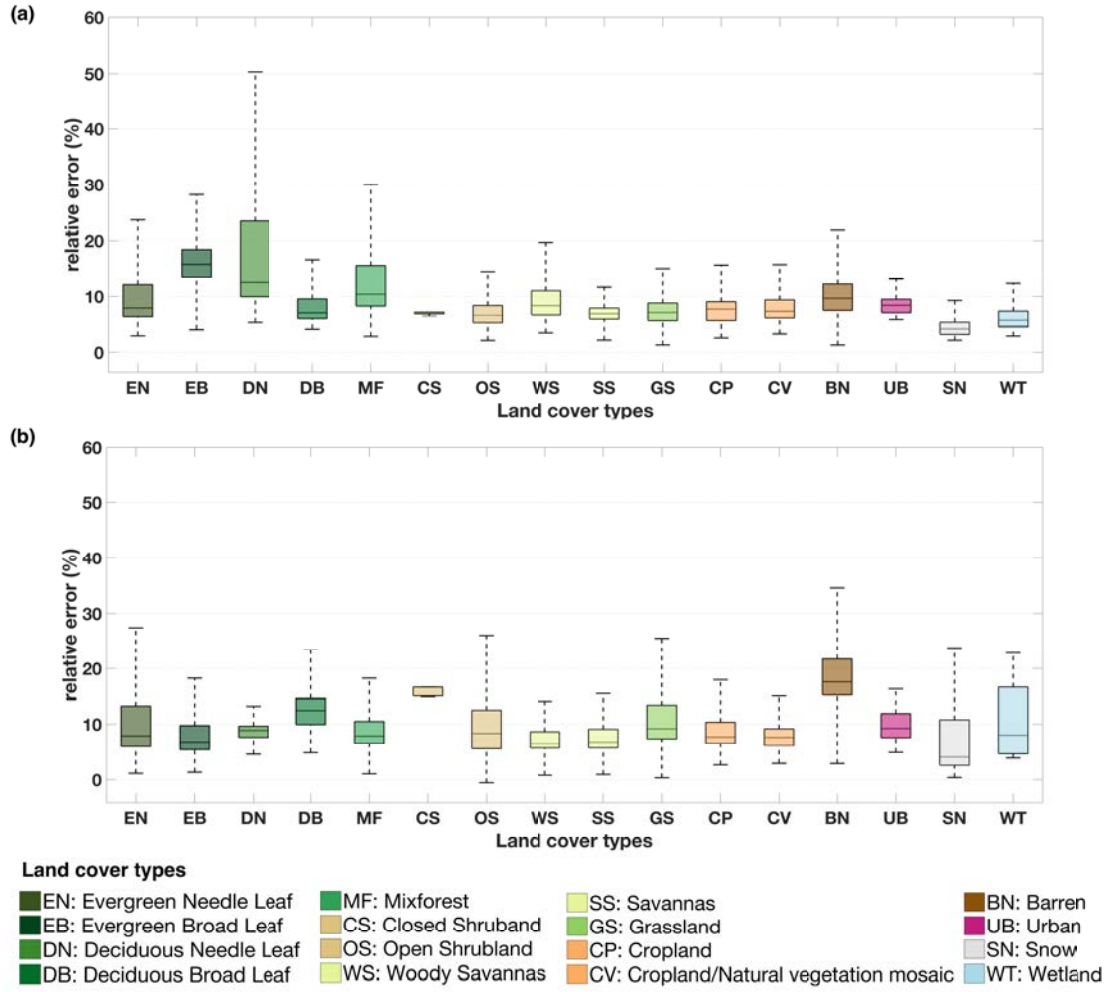 (a)
60
50
40
30
20
10
0
relative error (%)
EN EB DN DB MF CS OS WS SS GS CP CV BN UB SN WT
Land cover types
(b)
60
50
40
30
20
10
0
relative error (%)
EN EB DN DB MF CS OS WS SS GS CP CV BN UB SN WT
Land cover types
Land cover types
EN: Evergreen Needle Leaf
EB: Evergreen Broad Leaf
DN: Deciduous Needle Leaf
DB: Deciduous Broad Leaf
MF: Mixforest
CS: Closed Shruband
OS: Open Shrubland
WS: Woody Savannas
SS: Savannas
GS: Grassland
CP: Cropland
CV: Cropland/Natural vegetation mosaic
BN: Barren
UB: Urban
SN: Snow
WT: Wetland